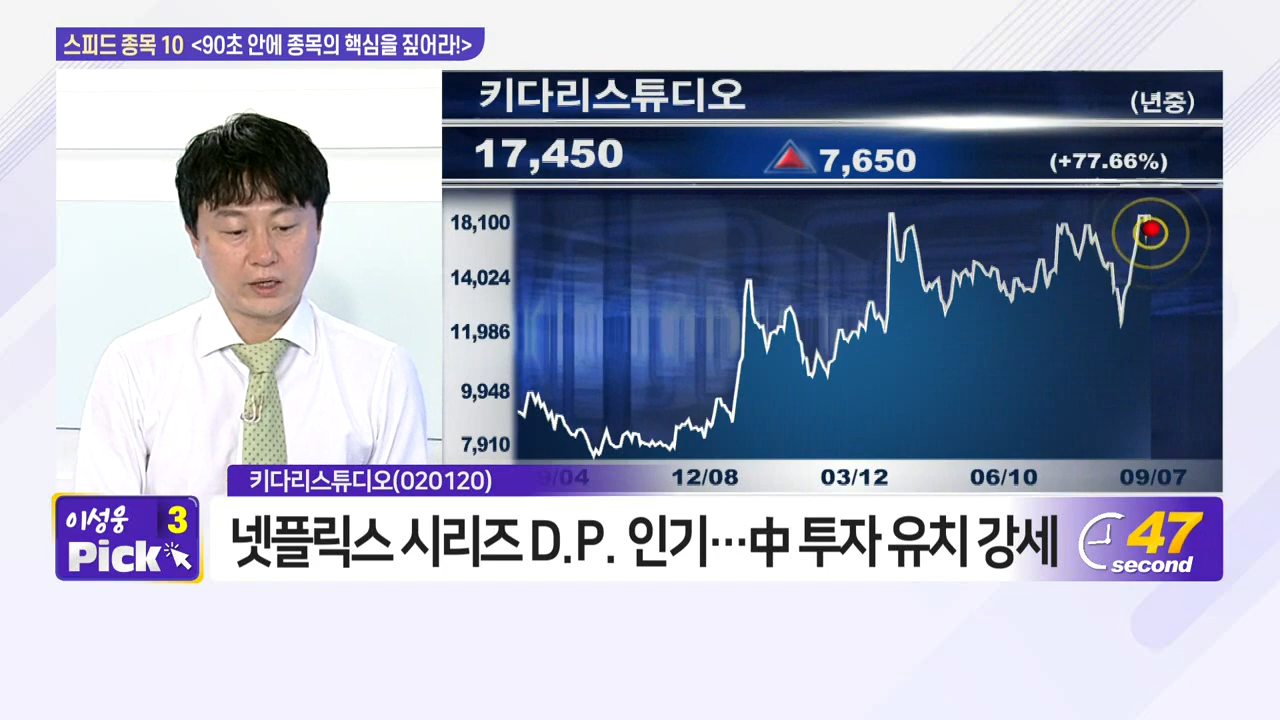 스피드 종목 10 <90초 안에 종목의 핵심을 짚어라!>
키다리스튜디오 (년중)
17,450 ▲ 7,650 (+77.66%)
18,100
14,024
11,986
9,948
7,910
9/04 12/08 03/12 06/10 09/07
키다리스튜디오(020120)
이성웅 3
Pick
넷플릭스 시리즈 D.P. 인기…中 투자 유치 강세
47
second